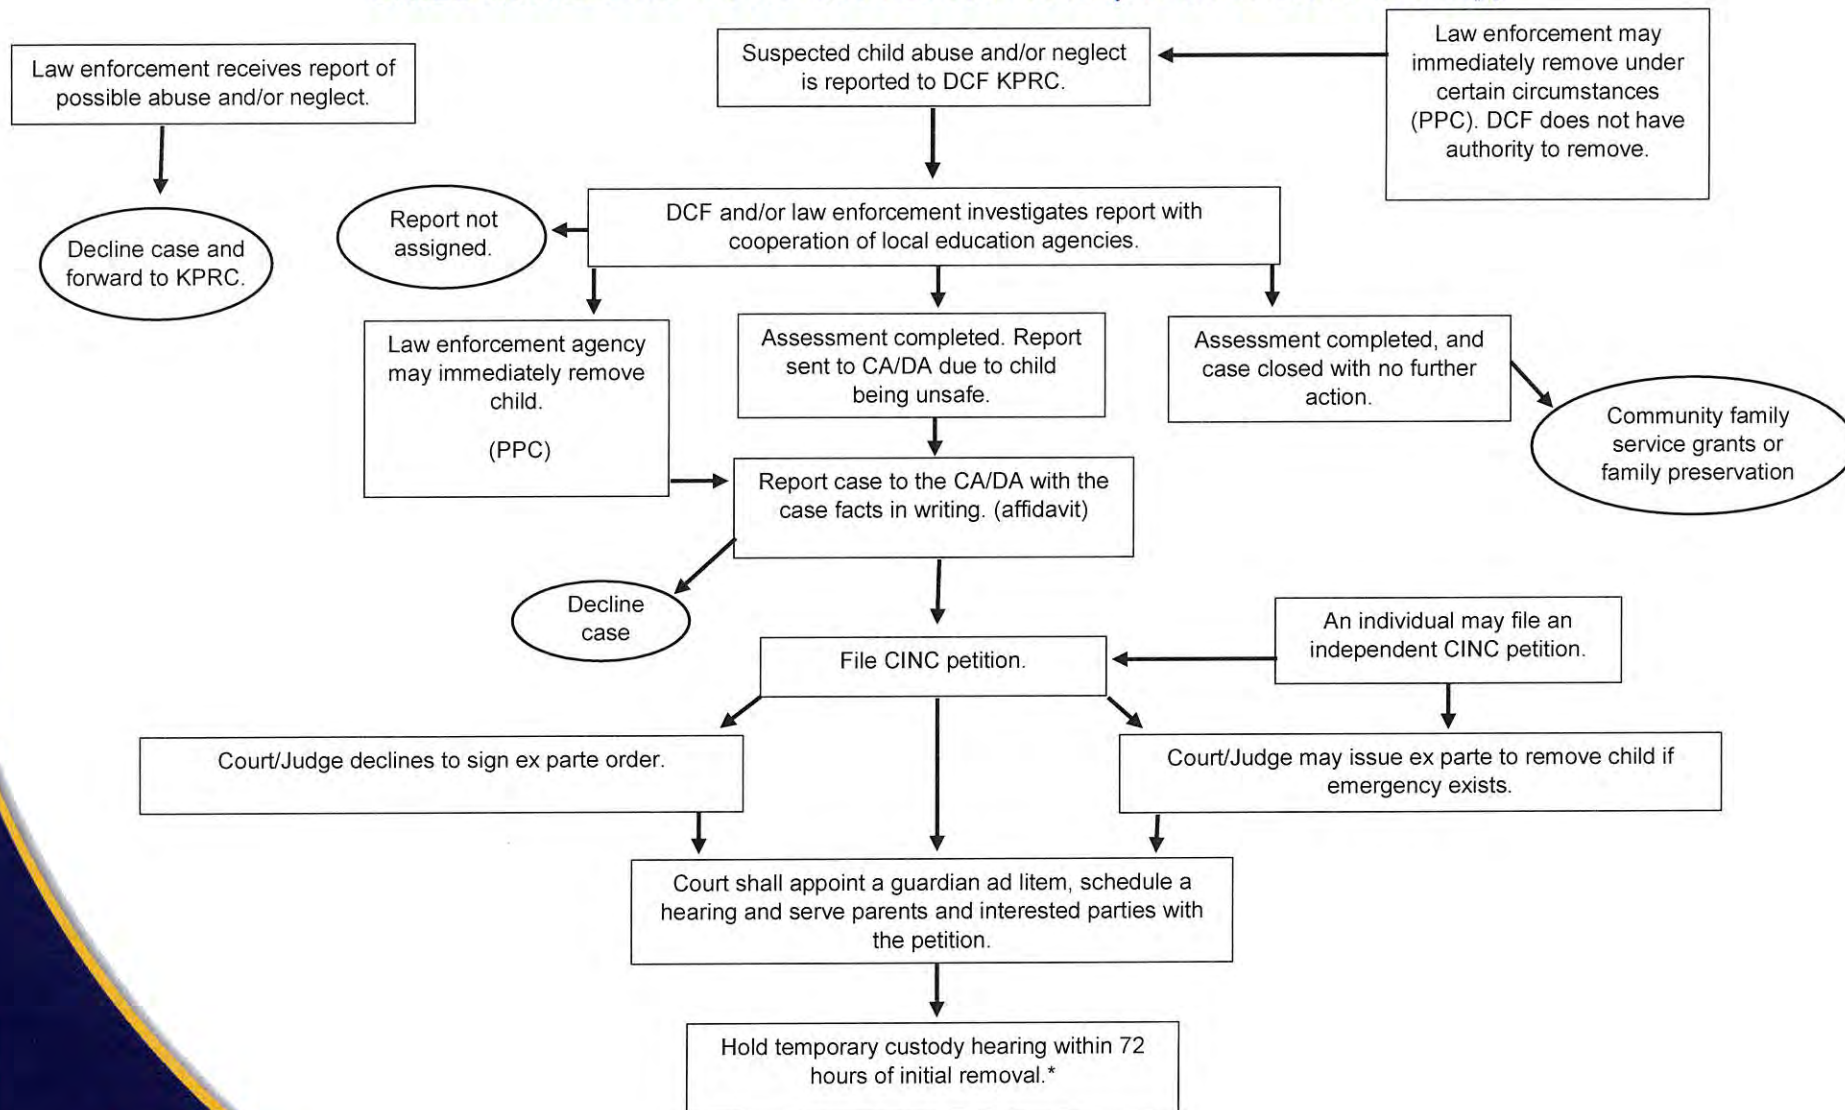 Law enforcement receives report of
possible abuse and/or neglect.
Suspected child abuse and/or neglect
is reported to DCF KPRC.
Law enforcement may
immediately remove under
certain circumstances
(PPC). DCF does not have
authority to remove.
Decline case and
forward to KPRC.
Report not
assigned.
DCF and/or law enforcement investigates report with
cooperation of local education agencies.
Law enforcement agency
may immediately remove
child.
(PPC)
Assessment completed. Report
sent to CA/DA due to child
being unsafe.
Assessment completed, and
case closed with no further
action.
Community family
service grants or
family preservation
Report case to the CA/DA with the
case facts in writing. (affidavit)
Decline
case
An individual may file an
independent CINC petition.
File CINC petition.
Court/Judge declines to sign ex parte order.
Court/Judge may issue ex parte to remove child if
emergency exists.
Court shall appoint a guardian ad litem, schedule a
hearing and serve parents and interested parties with
the petition.
Hold temporary custody hearing within 72
hours of initial removal.*